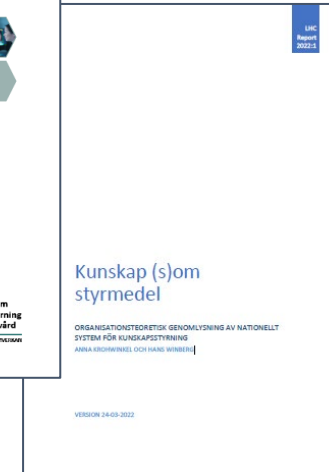 LHC
Report
2022:1
Kunskap (s)om
styrmedel
ORGANISATIONSTEORETISK GENOMLYSNING AV NATIONELLT
SYSTEM FÖR KUNSKAPSSTYRNING
ANNA KROHWINKEL OCH HANS WINBERG
VERSION 24-03-2022
m
rning
vård